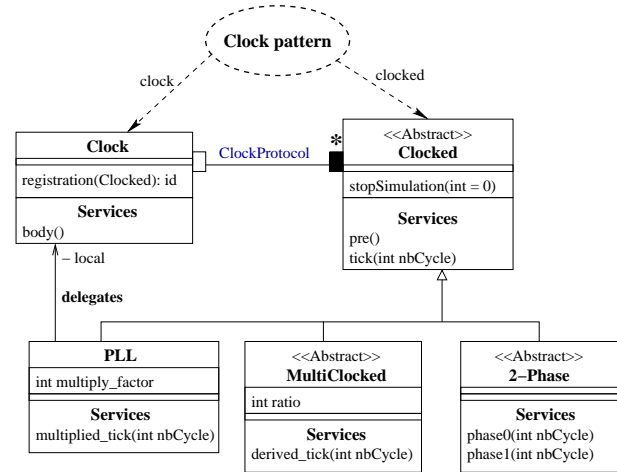 Clock pattern
clock
clocked
Clock
registration(Clocked): id
Services
body()
ClockProtocol
*
<<Abstract>>
Clocked
stopSimulation(int = 0)
Services
pre()
tick(int nbCycle)
– local
delegates
PLL
int multiply_factor
Services
multiplied_tick(int nbCycle)
<<Abstract>>
MultiClocked
int ratio
Services
derived_tick(int nbCycle)
<<Abstract>>
2–Phase
Services
phase0(int nbCycle)
phase1(int nbCycle)